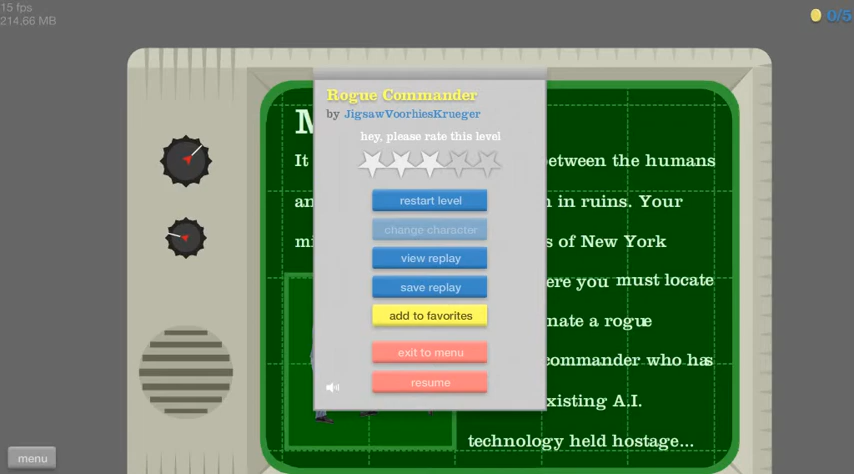 15 fps
214.66 MB
0/5
M
It
etween the humans
an
n in ruins. Your
mi
s of New York
ere you must locate
nate a rogue
commander who has
xisting A.I.
technology held hostage...
Rogue Commander
by JigsawVoorhiesKrueger
hey, please rate this level
restart level
change character
view replay
save replay
add to favorites
exit to menu
resume
menu